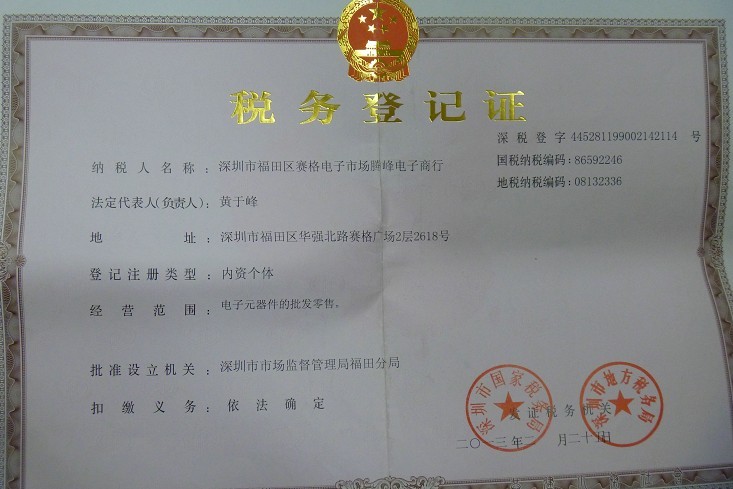 税务登记证
深税登字 445281199002142114 号
国税纳税编码:86592246
地税纳税编码:08132336
纳税人名称:深圳市福田区赛格电子市场腾峰电子商行
法定代表人(负责人):黄于峰
地址:深圳市福田区华强北路赛格广场2层2618号
登记注册类型:内资个体
经营范围:电子元器件的批发零售。
批准设立机关:深圳市市场监督管理局福田分局
扣缴义务:依法确定
深圳市国家税务局
深圳市地方税务局
发证税务机关
二〇一三年二月二十五日